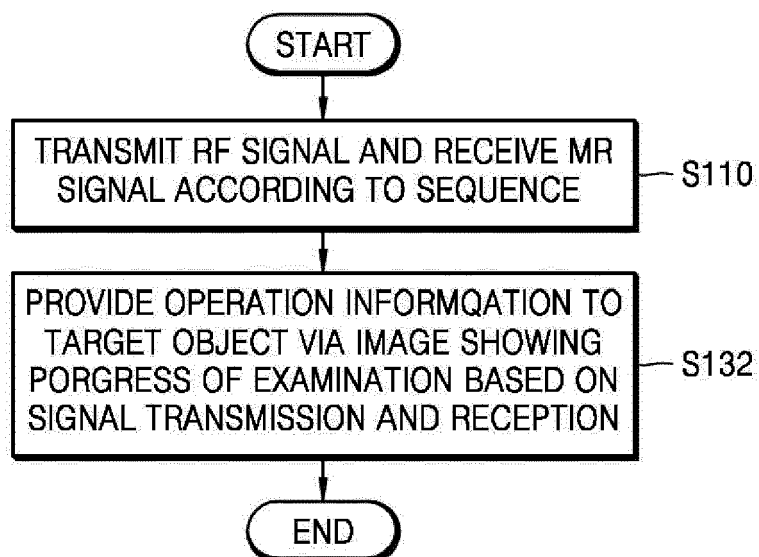 START
TRANSMIT RF SIGNAL AND RECEIVE MR
SIGNAL ACCORDING TO SEQUENCE
S110
PROVIDE OPERATION INFORMQATION TO
TARGET OBJECT VIA IMAGE SHOWING
PORGRESS OF EXAMINATION BASED ON
SIGNAL TRANSMISSION AND RECEPTION
S132
END